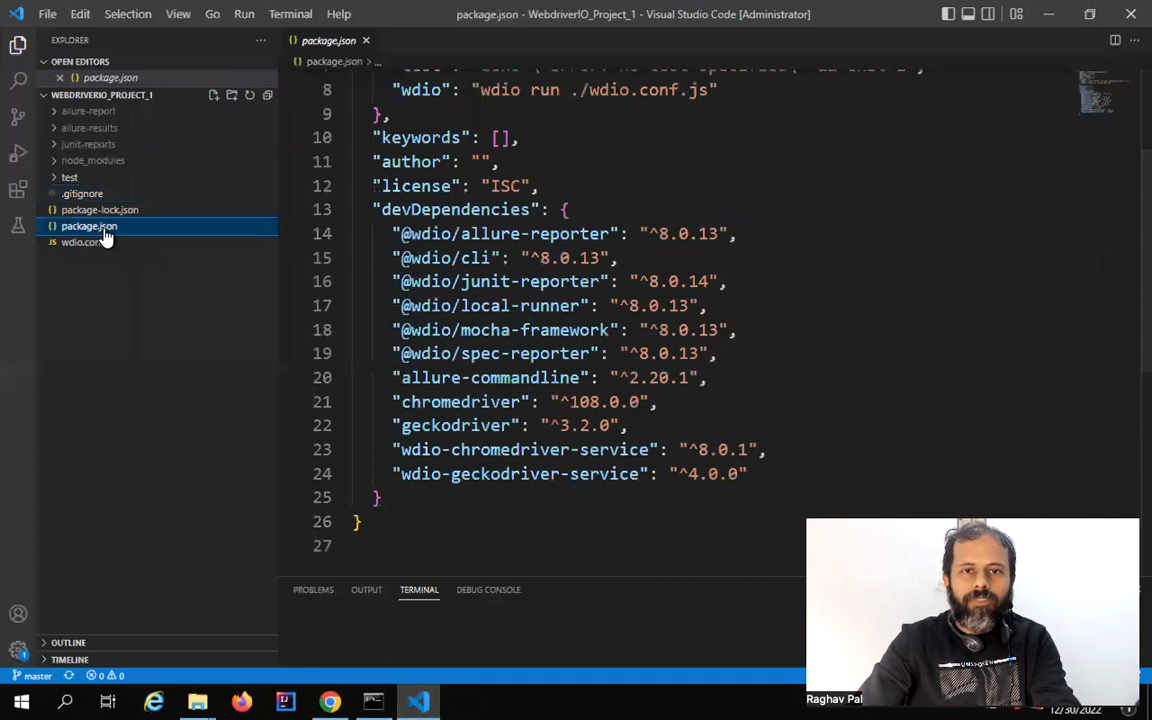 File Edit Selection View Go Run Terminal Help
package.json - WebdriverIO_Project_1 - Visual Studio Code [Administrator]
EXPLORER
package.json
OPEN EDITORS
package.json
package.json > ...
WEBDRIVERIO_PROJECT_1
allure-report
allure-results
junit-reports
node_modules
test
.gitignore
package-lock.json
package.json
wdio.con
8 "wdio": "wdio run ./wdio.conf.js"
9 },
10 "keywords": [],
11 "author": "",
12 "license": "ISC",
13 "devDependencies": {
14 "@wdio/allure-reporter": "^8.0.13",
15 "@wdio/cli": "^8.0.13",
16 "@wdio/junit-reporter": "^8.0.14",
17 "@wdio/local-runner": "^8.0.13",
18 "@wdio/mocha-framework": "^8.0.13",
19 "@wdio/spec-reporter": "^8.0.13",
20 "allure-commandline": "^2.20.1",
21 "chromedriver": "^108.0.0",
22 "geckodriver": "^3.2.0",
23 "wdio-chromedriver-service": "^8.0.1",
24 "wdio-geckodriver-service": "^4.0.0"
25 }
26 }
27
PROBLEMS OUTPUT TERMINAL DEBUG CONSOLE
OUTLINE
TIMELINE
master 0 0
UNSPOKEN
Raghav Pal
12/30/2022